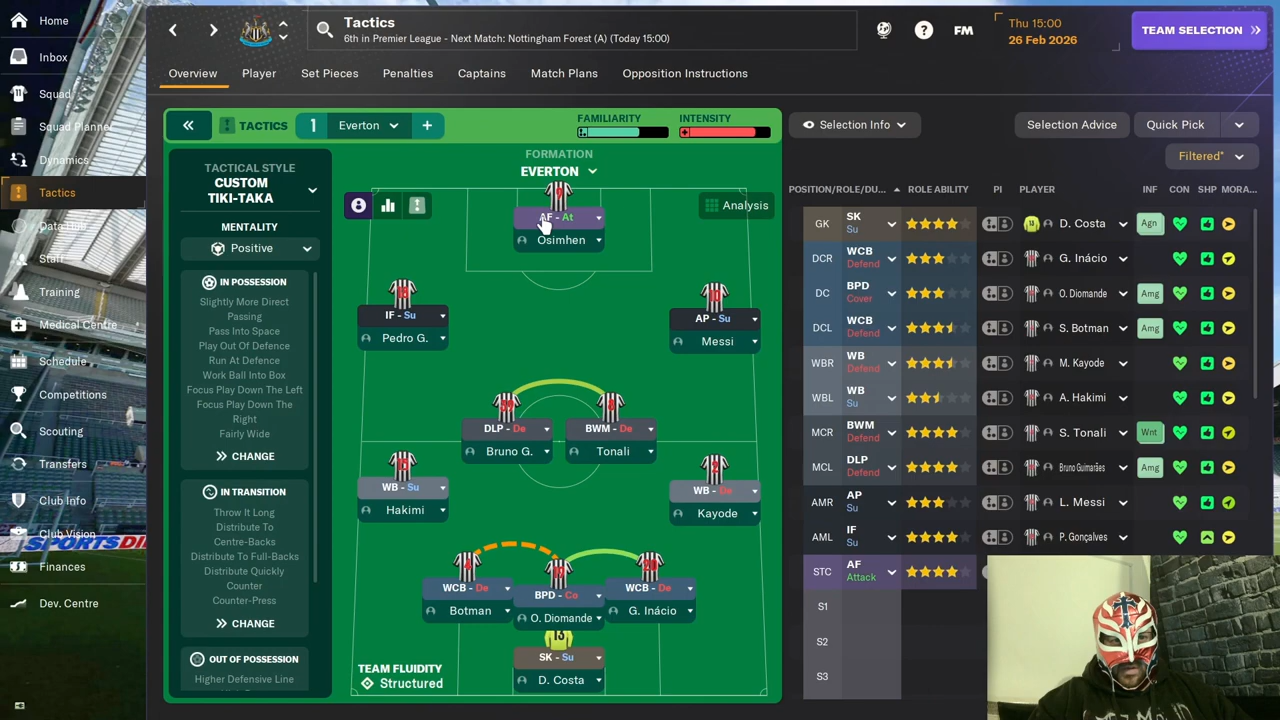 Home
Inbox
Squad
Squad Planner
Dynamics
Tactics
Staff
Training
Medical Centre
Schedule
Competitions
Scouting
Transfers
Club Info
Club Vision
SPORTS DI
Finances
Dev. Centre
Tactics
6th in Premier League - Next Match: Nottingham Forest (A) (Today 15:00)
FM
Thu 15:00
26 Feb 2026
TEAM SELECTION
Overview
Player
Set Pieces
Penalties
Captains
Match Plans
Opposition Instructions
TACTICS
1
Everton
FAMILIARITY
INTENSITY
TACTICAL STYLE
CUSTOM
TIKI-TAKA
MENTALITY
Positive
IN POSSESSION
Slightly More Direct
Passing
Pass Into Space
Play Out Of Defence
Run At Defence
Work Ball Into Box
Focus Play Down The Left
Focus Play Down The
Right
Fairly Wide
CHANGE
IN TRANSITION
Throw It Long
Distribute To
Centre-Backs
Distribute To Full-Backs
Distribute Quickly
Counter
Counter-Press
CHANGE
OUT OF POSSESSION
Higher Defensive Line
FORMATION
EVERTON
Analysis
AF - At
Osimhen
IF - Su
Pedro G.
AP - Su
Messi
DLP - De
Bruno G.
BWM - De
Tonali
WB - Su
Hakimi
WB - De
Kayode
WCB - De
Botman
BPD - Co
O. Diomande
20
WCB - De
G. Inácio
13
SK - Su
D. Costa
TEAM FLUIDITY
Structured
Selection Info
Selection Advice
Quick Pick
Filtered*
POSITION/ROLE/DU... ROLE ABILITY PI PLAYER INF CON SHP MORA...
GK SK Su D. Costa Agn
DCR WCB Defend G. Inácio
DC BPD Cover O. Diomande Amg
DCL WCB Defend S. Botman Amg
WBR WB Defend M. Kayode
WBL WB Su A. Hakimi
MCR BWM Defend S. Tonali Wnt
MCL DLP Defend Bruno Guimarães Amg
AMR AP Su L. Messi
AML IF Su P. Gonçalves
STC AF Attack
S1
S2
S3